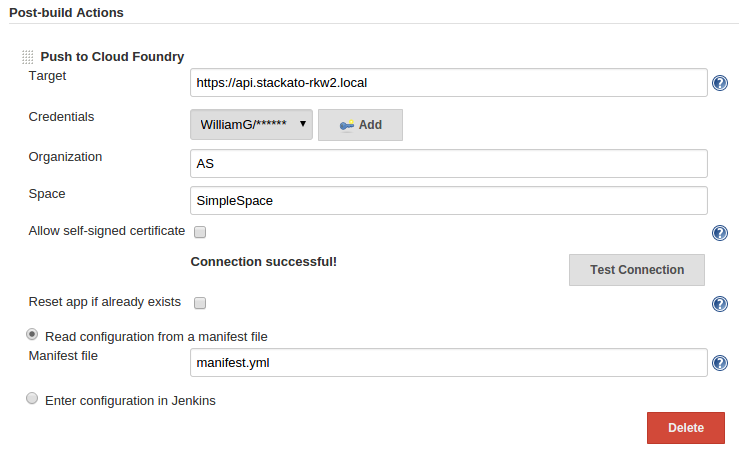 Post-build Actions
Push to Cloud Foundry
Target
https://api.stackato-rkw2.local
Credentials
WilliamG/****** Add
Organization
AS
Space
SimpleSpace
Allow self-signed certificate
Connection successful!
Test Connection
Reset app if already exists
Read configuration from a manifest file
Manifest file
manifest.yml
Enter configuration in Jenkins
Delete